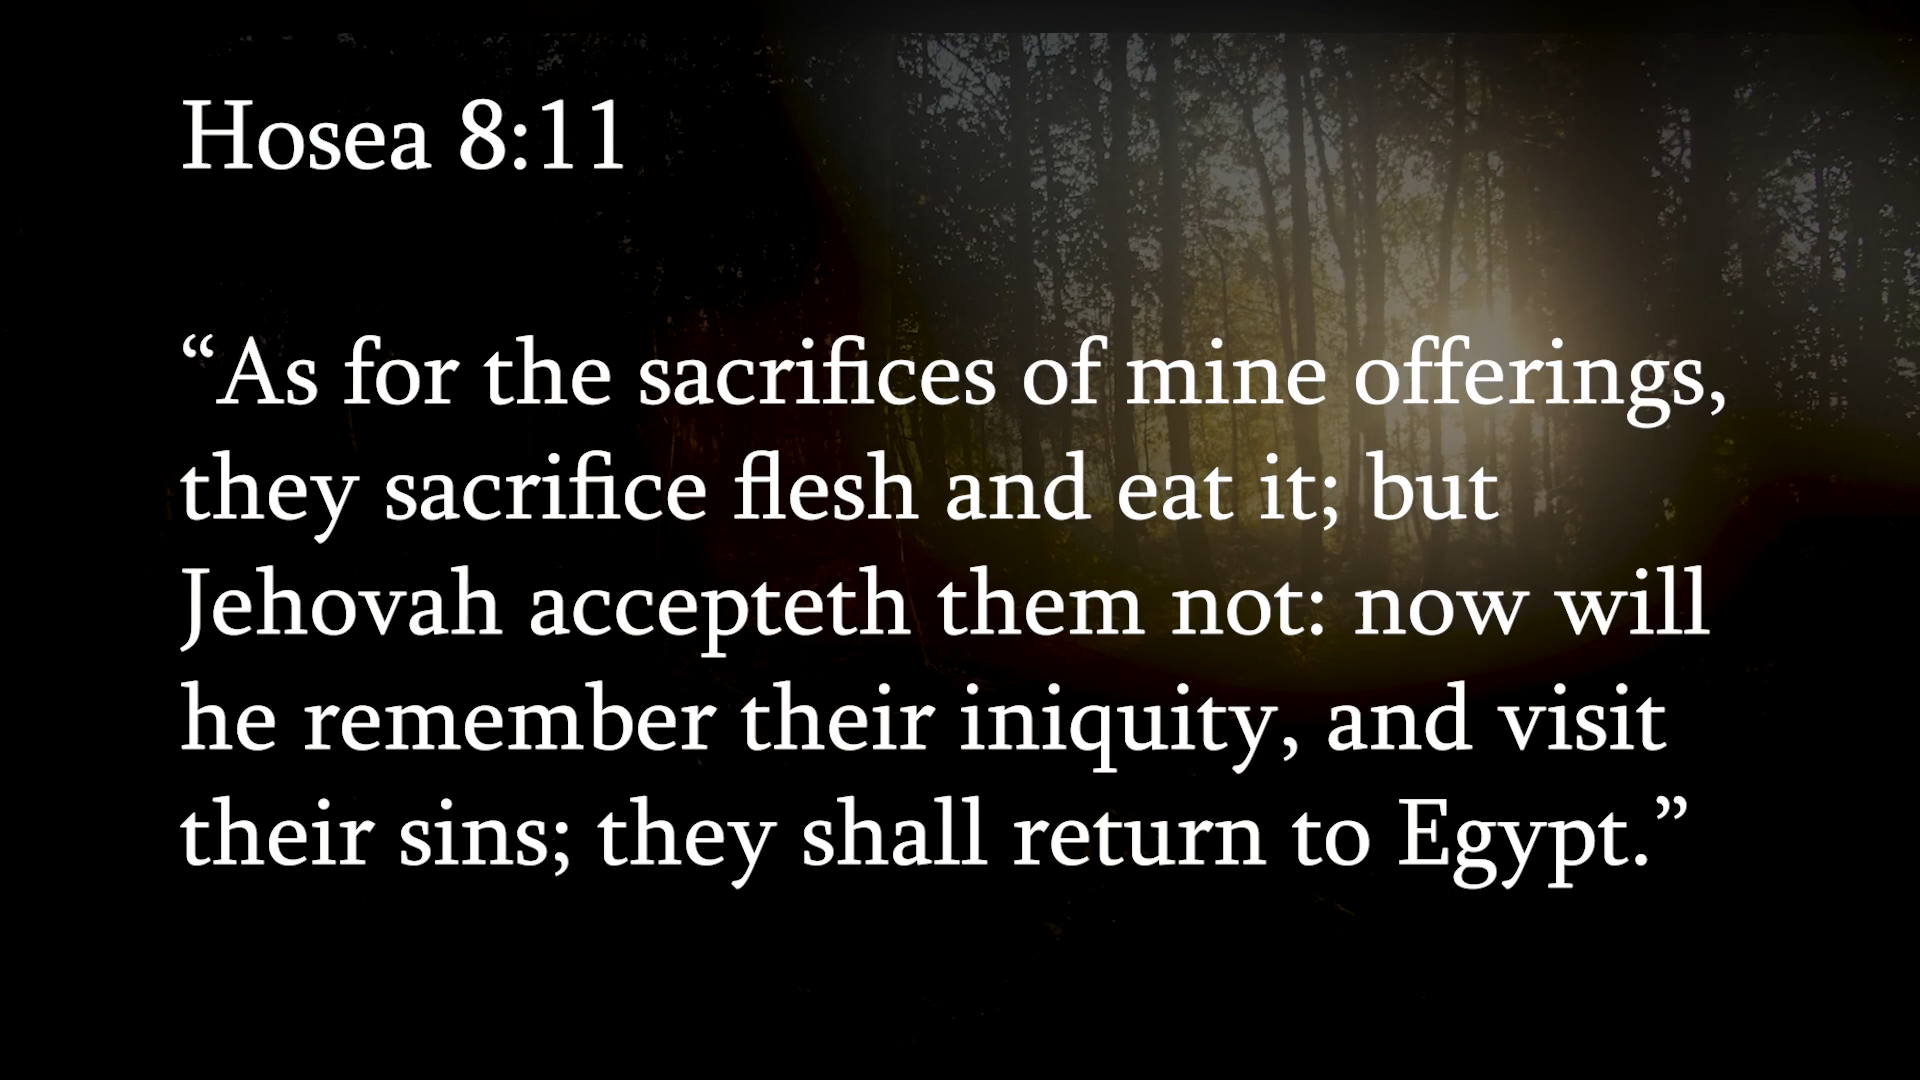 Hosea 8:11
“As for the sacrifices of mine offerings,
they sacrifice flesh and eat it; but
Jehovah accepteth them not: now will
he remember their iniquity, and visit
their sins; they shall return to Egypt.”